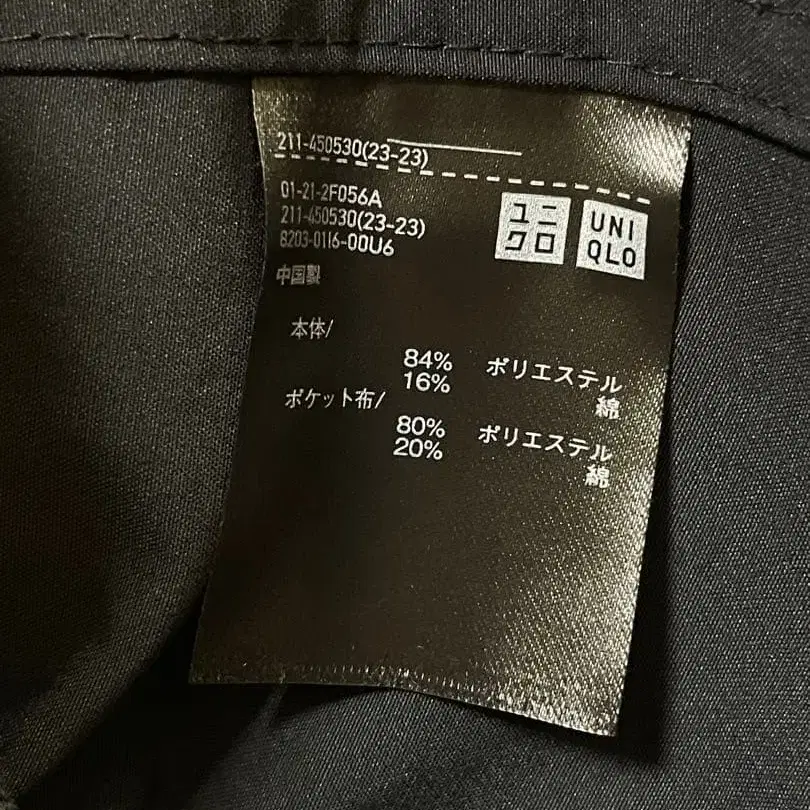 211-450530(23-23)
01-21-2F056A
211-450530(23-23)
8203-0116-00U6
ユニ
クロ
UNI
QLO
中国製
本体/
84% ポリエステル
16% 綿
ポケット布/
80% ポリエステル
20% 綿